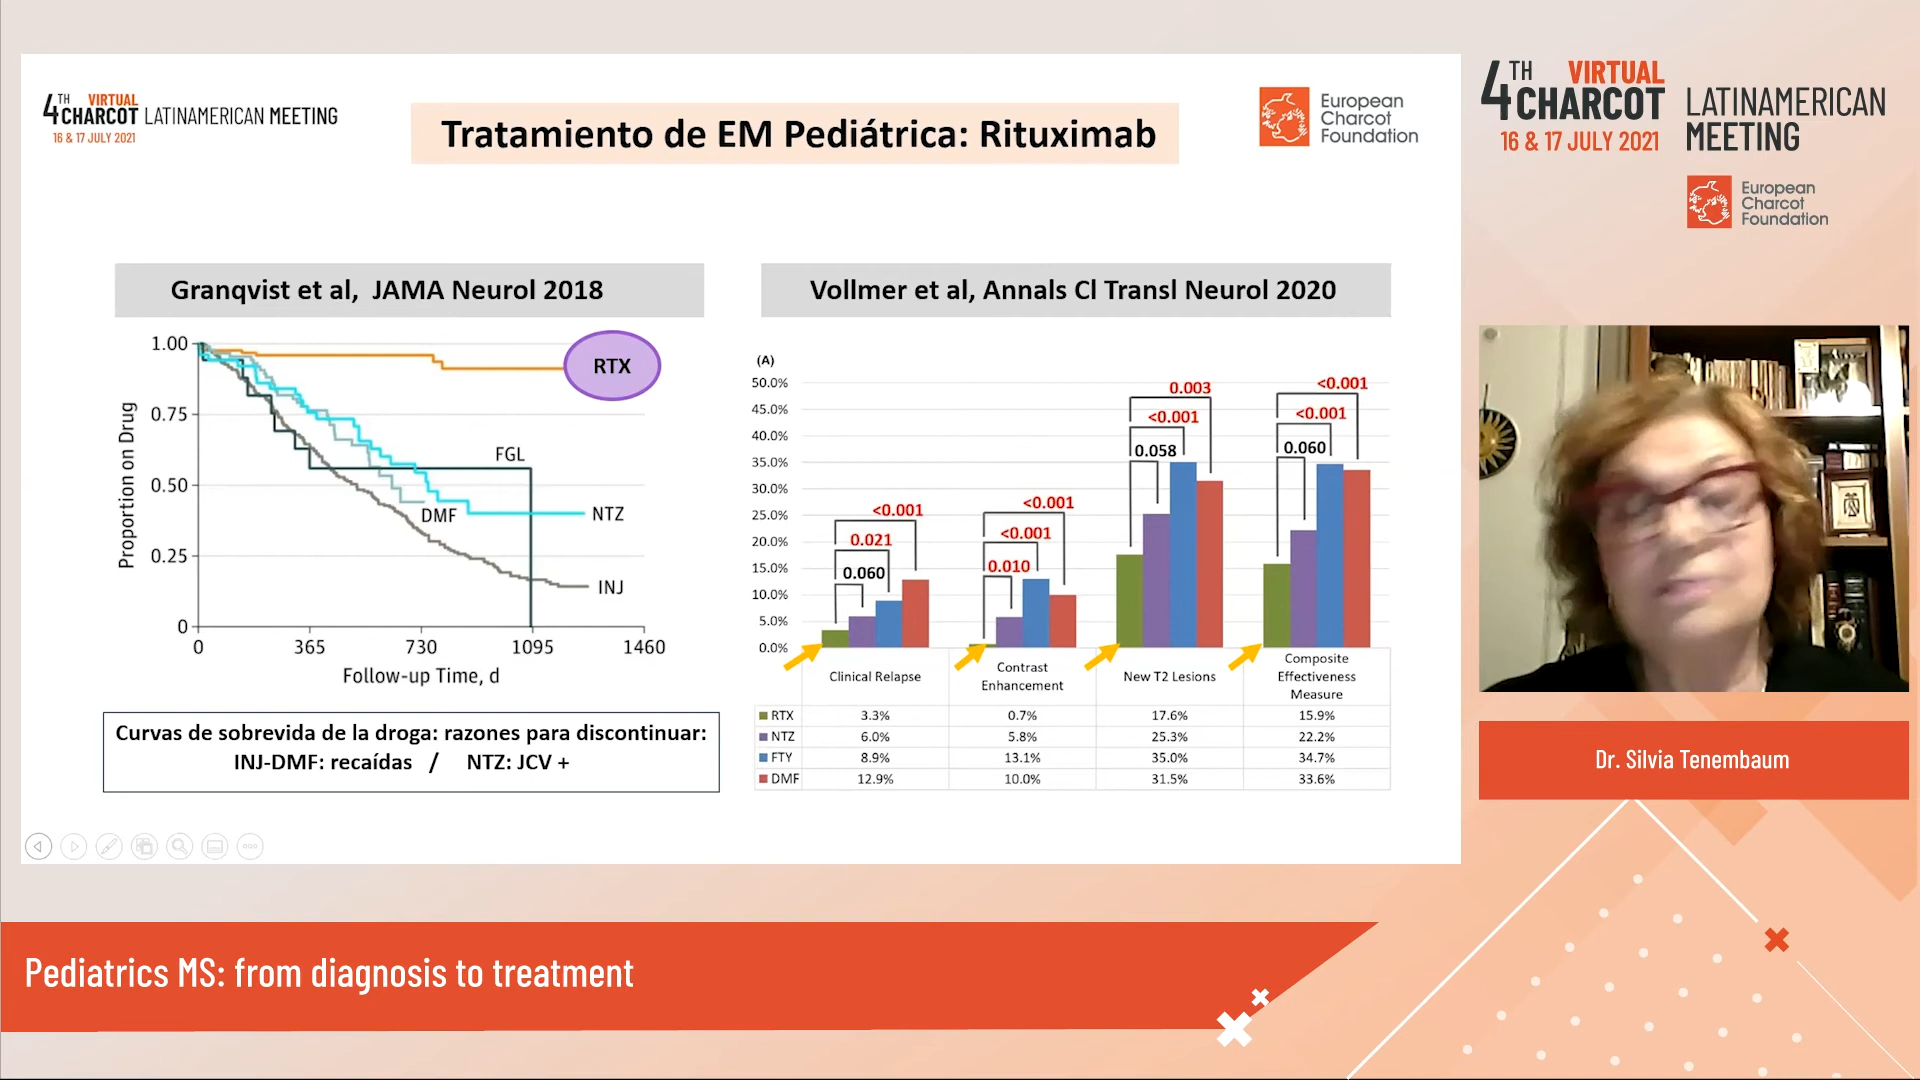 4TH VIRTUAL CHARCOT LATINAMERICAN MEETING
16 & 17 JULY 2021
Tratamiento de EM Pediátrica: Rituximab
European
Charcot
Foundation
Granqvist et al,  JAMA Neurol 2018
Proportion on Drug
1.00
0.75
0.50
0.25
0
0 365 730 1095 1460
Follow-up Time, d
RTX
FGL
NTZ
DMF
INJ
Curvas de sobrevida de la droga: razones para discontinuar:
INJ-DMF: recaídas / NTZ: JCV +
Vollmer et al, Annals Cl Transl Neurol 2020
(A)
50.0%
45.0%
40.0%
35.0%
30.0%
25.0%
20.0%
15.0%
10.0%
5.0%
0.0%
<0.001
0.021
0.060
<0.001
<0.001
0.010
0.003
<0.001
0.058
<0.001
<0.001
0.060
Clinical Relapse
Contrast
Enhancement
New T2 Lesions
Composite
Effectiveness
Measure
RTX 3.3% 0.7% 17.6% 15.9%
NTZ 6.0% 5.8% 25.3% 22.2%
FTY 8.9% 13.1% 35.0% 34.7%
DMF 12.9% 10.0% 31.5% 33.6%
4TH VIRTUAL
CHARCOT
16 & 17 JULY 2021
LATINAMERICAN
MEETING
European
Charcot
Foundation
Dr. Silvia Tenembaum
Pediatrics MS: from diagnosis to treatment